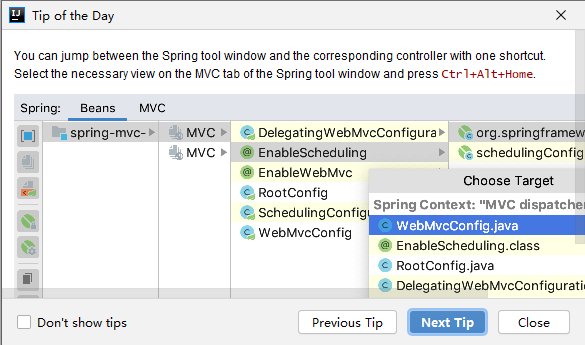 Tip of the Day
You can jump between the Spring tool window and the corresponding controller with one shortcut.
Select the necessary view on the MVC tab of the Spring tool window and press Ctrl+Alt+Home.
Spring: Beans MVC
spring-mvc- MVC DelegatingWebMvcConfigura org.springframew
MVC EnableScheduling schedulingConfig
EnableWebMvc
Choose Target
RootConfig
Spring Context: "MVC dispatcher
SchedulingConfigu
WebMvcConfig.java
WebMvcConfig
EnableScheduling.class
RootConfig.java
DelegatingWebMvcConfiguratio
Don't show tips Previous Tip Next Tip Close